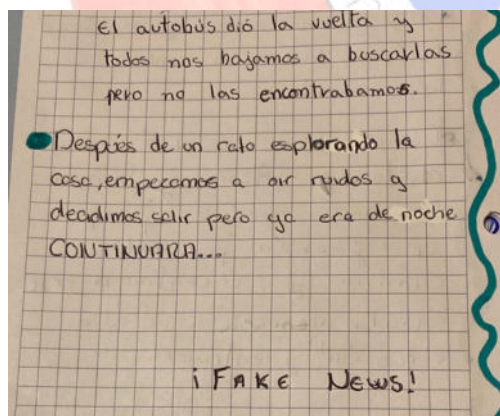 El autobús dió la vuelta y
todos nos bajamos a buscarlas
pero no las encontrabamos.
Después de un rato explorando la
casa, empezamos a oir ruidos y
decidimos salir pero ya era de noche
CONTINUARA...
¡FAKE NEWS!